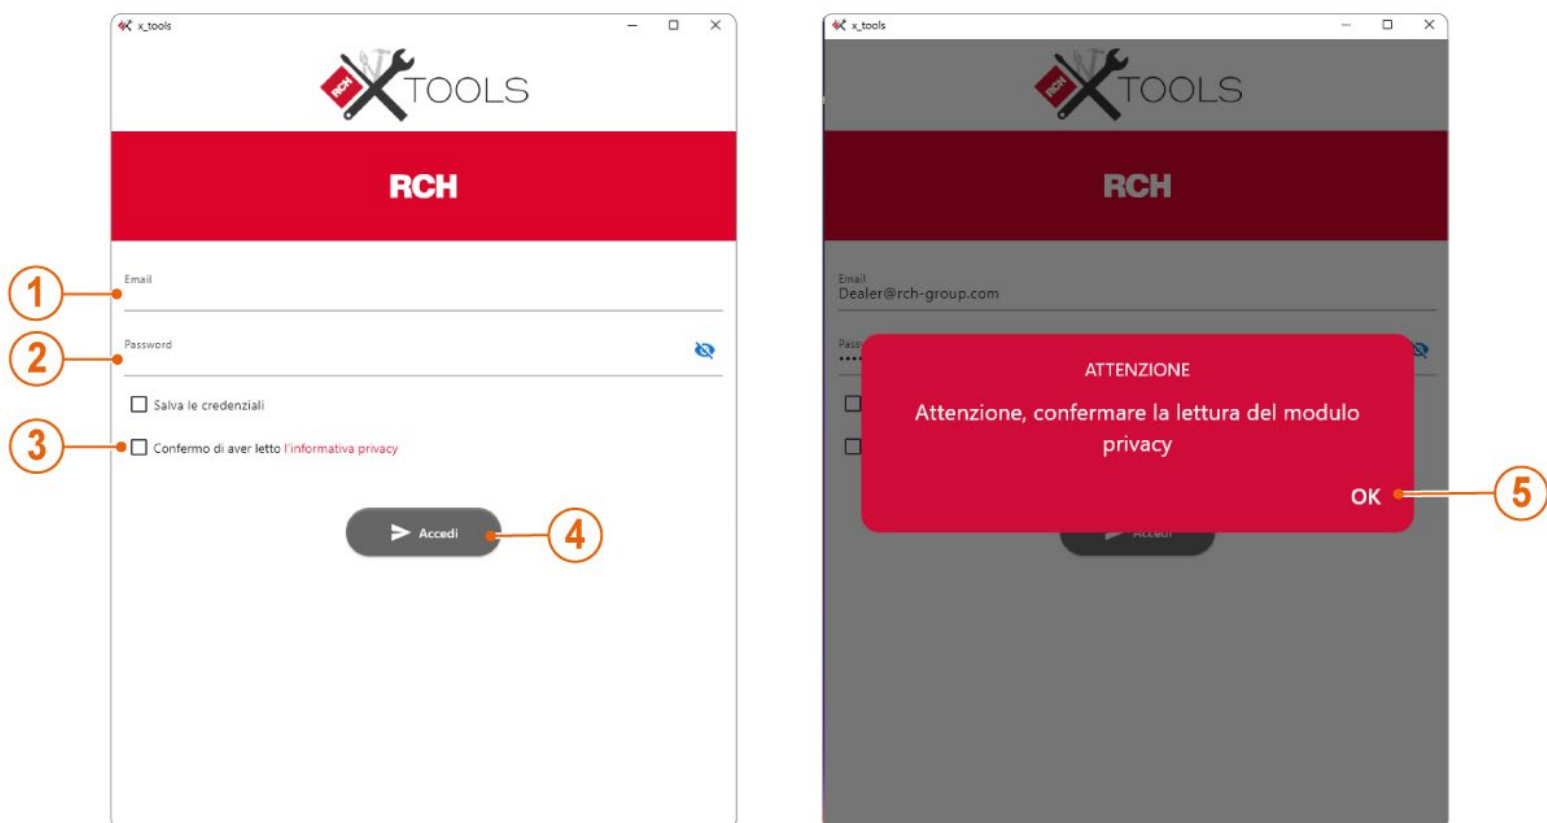 x_tools
RCH
TOOLS
RCH
1
Email
2
Password
Salva le credenziali
3
Confermo di aver letto l'informativa privacy
Accedi
4
x_tools
RCH
TOOLS
RCH
Email
Dealer@rch-group.com
Pass
ATTENZIONE
Attenzione, confermare la lettura del modulo
privacy
OK
5
Accedi